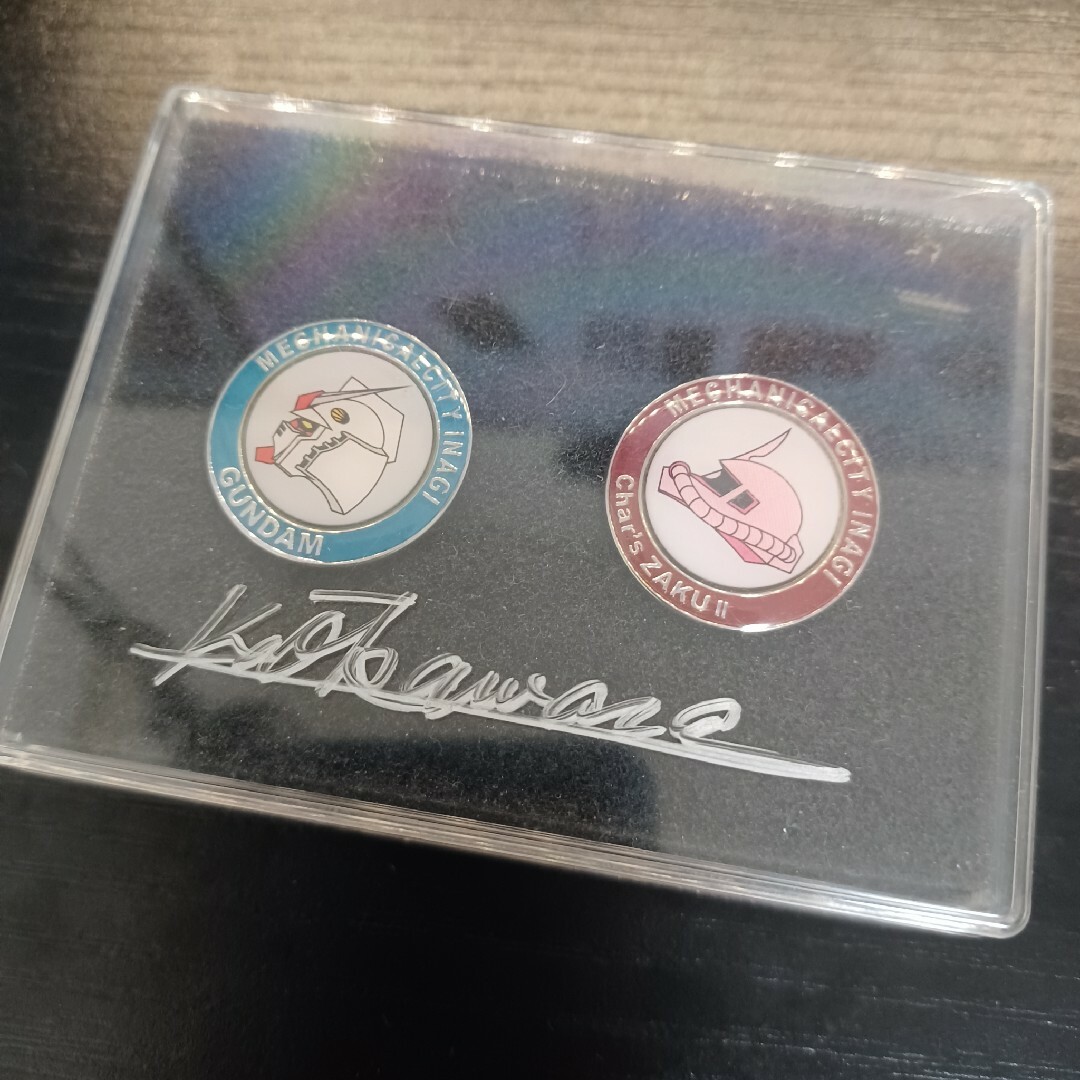 MECHANICAL CITY INAGI
GUNDAM
MECHANICAL CITY INAGI
Char's ZAKU II
K. Okawara